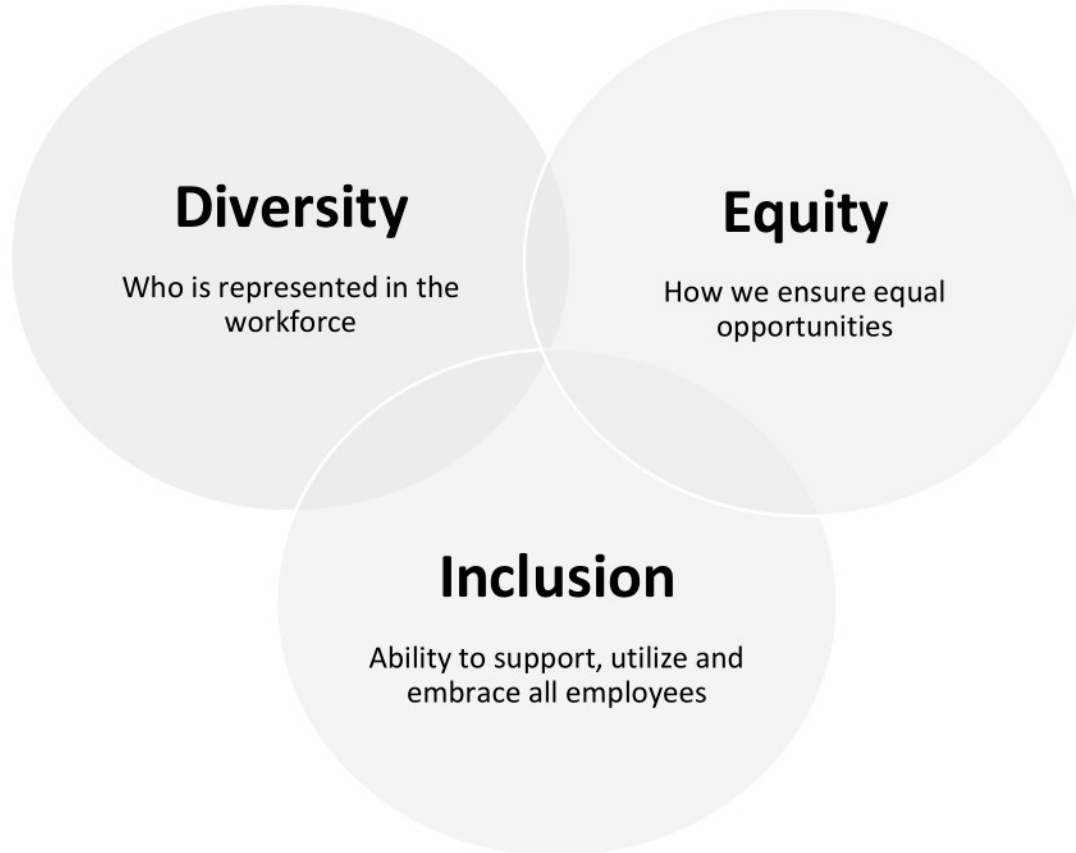 Diversity
Who is represented in the
workforce
Equity
How we ensure equal
opportunities
Inclusion
Ability to support, utilize and
embrace all employees